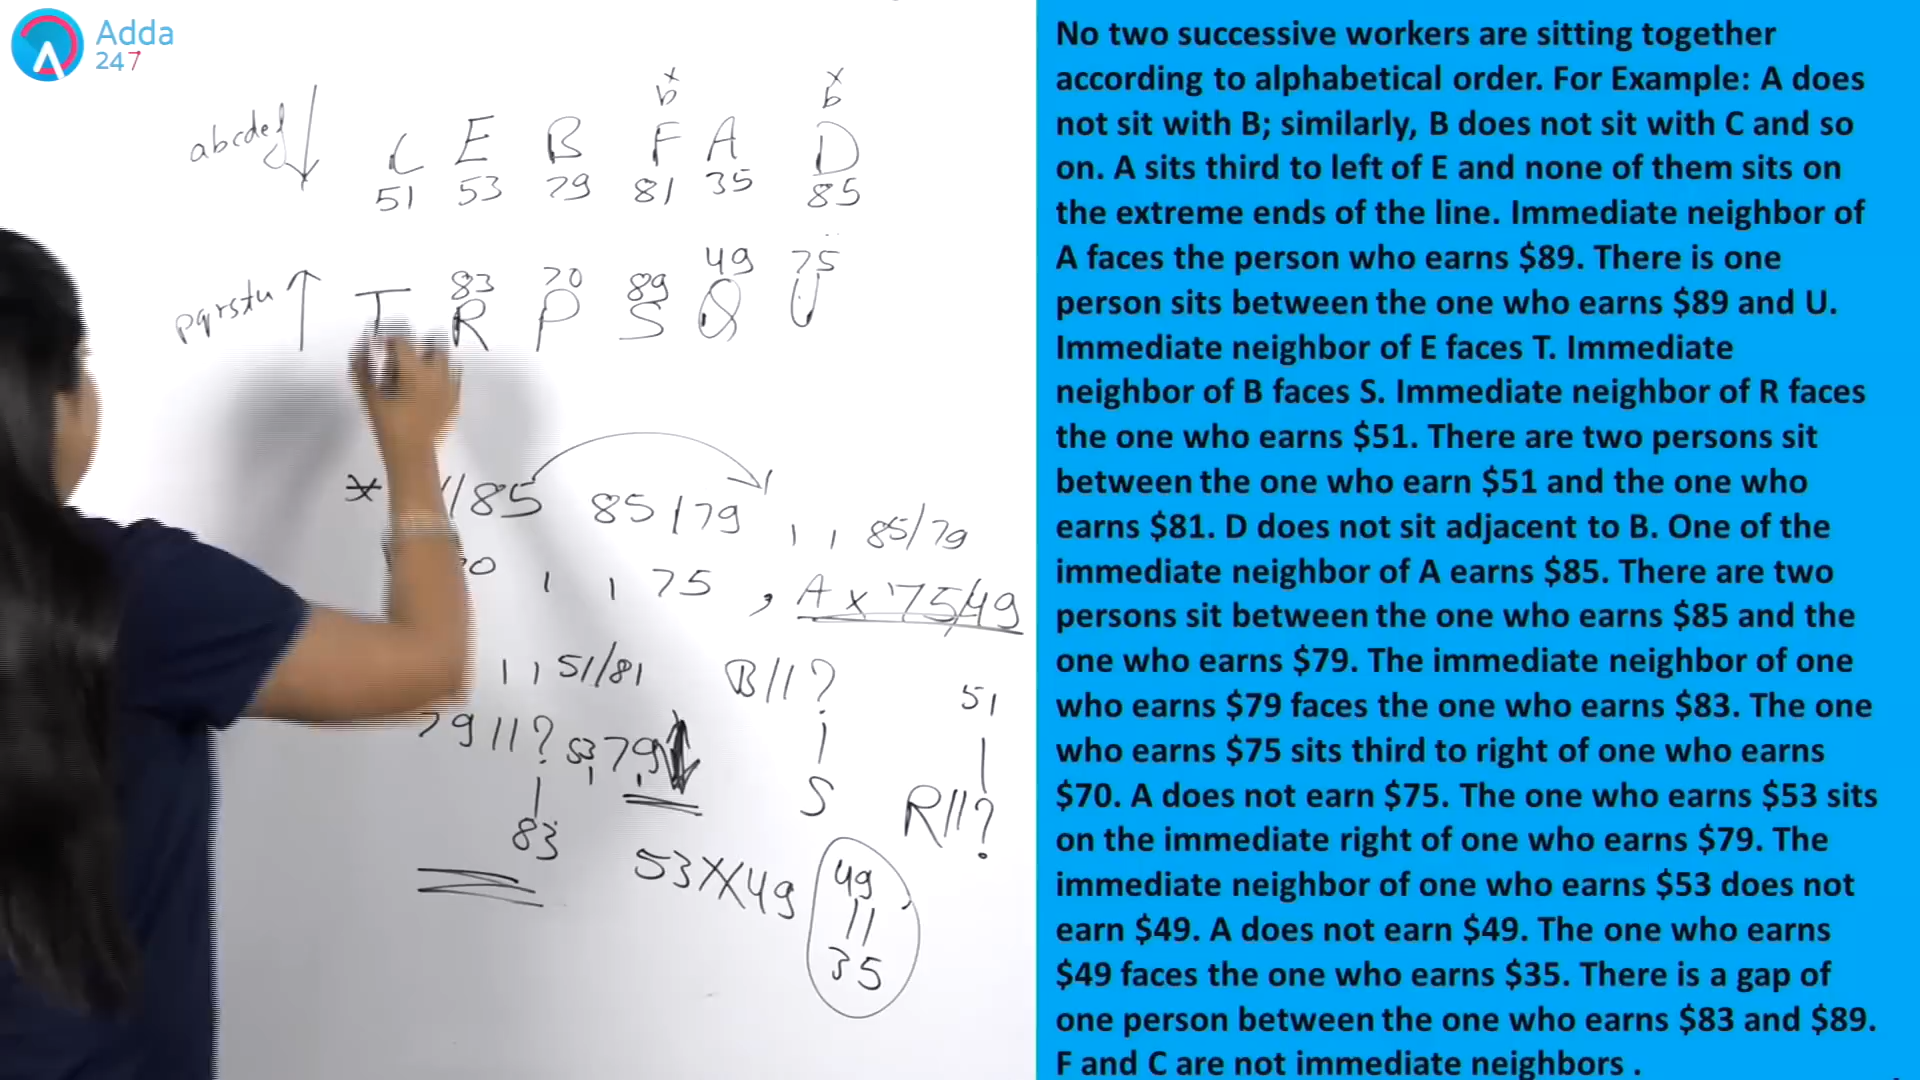 Adda
247
abcdef
x x
b b
C E B F A D
51 53 79 81 35 85
49 75
83 70 89
pqrstu T R P S Q U
/85 85/79 , , 85/79
70 , , 75 , A x 75/49
, , 51/81 B//? 51
79//? 53, 79 S R//?
83
53XX49 49
//
35
No two successive workers are sitting together
according to alphabetical order. For Example: A does
not sit with B; similarly, B does not sit with C and so
on. A sits third to left of E and none of them sits on
the extreme ends of the line. Immediate neighbor of
A faces the person who earns $89. There is one
person sits between the one who earns $89 and U.
Immediate neighbor of E faces T. Immediate
neighbor of B faces S. Immediate neighbor of R faces
the one who earns $51. There are two persons sit
between the one who earn $51 and the one who
earns $81. D does not sit adjacent to B. One of the
immediate neighbor of A earns $85. There are two
persons sit between the one who earns $85 and the
one who earns $79. The immediate neighbor of one
who earns $79 faces the one who earns $83. The one
who earns $75 sits third to right of one who earns
$70. A does not earn $75. The one who earns $53 sits
on the immediate right of one who earns $79. The
immediate neighbor of one who earns $53 does not
earn $49. A does not earn $49. The one who earns
$49 faces the one who earns $35. There is a gap of
one person between the one who earns $83 and $89.
F and C are not immediate neighbors .